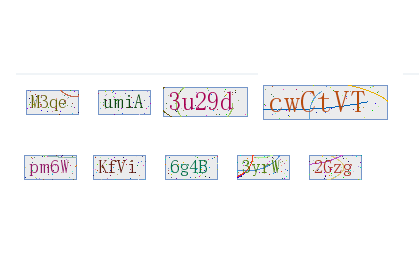 M3qe umiA 3u29d cwCtVT
pm6W KfVi 6g4B 3yrW 2Gzg